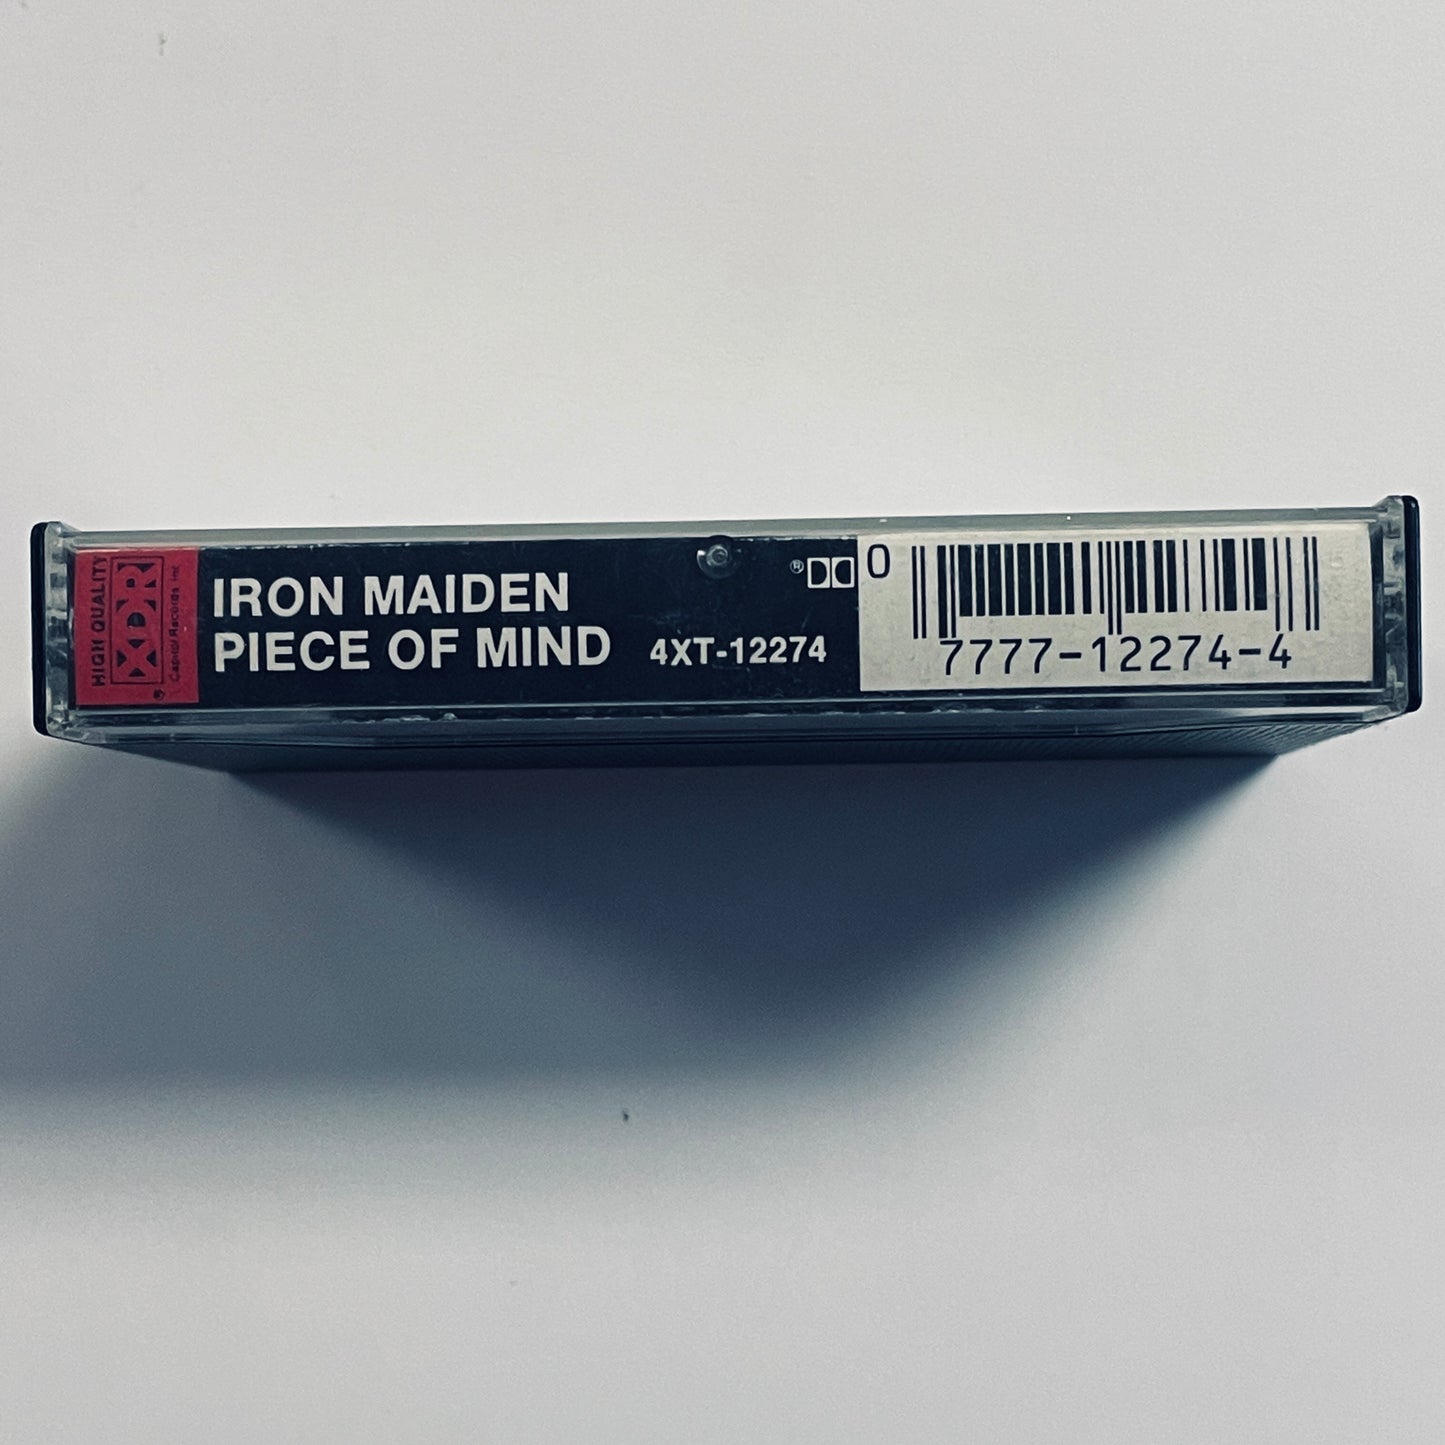 HIGH QUALITY
XDR
®
Capitol Records Inc
IRON MAIDEN
PIECE OF MIND
4XT-12274
®
0
7777-12274-4